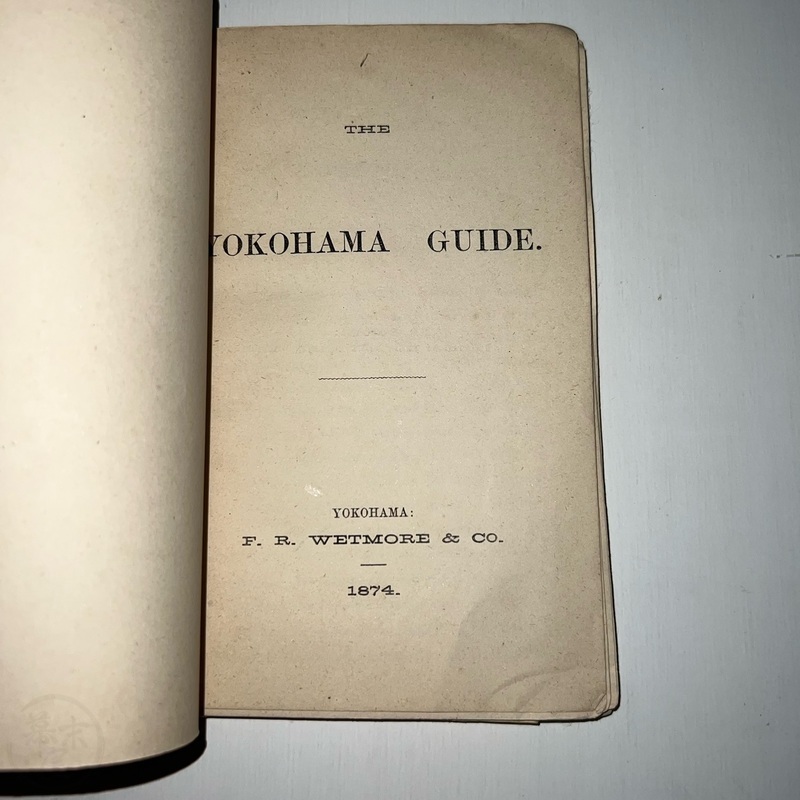 THE
YOKOHAMA GUIDE.
YOKOHAMA:
F. R. WETMORE & CO.
1874.